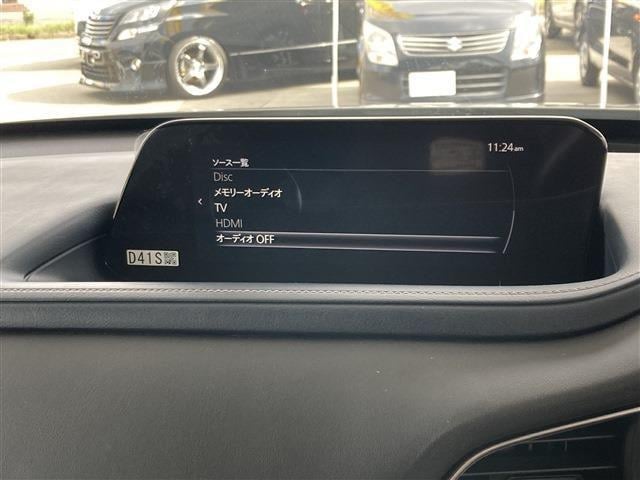 11:24am
ソース一覧
Disc
メモリーオーディオ
TV
HDMI
オーディオ OFF
D41S